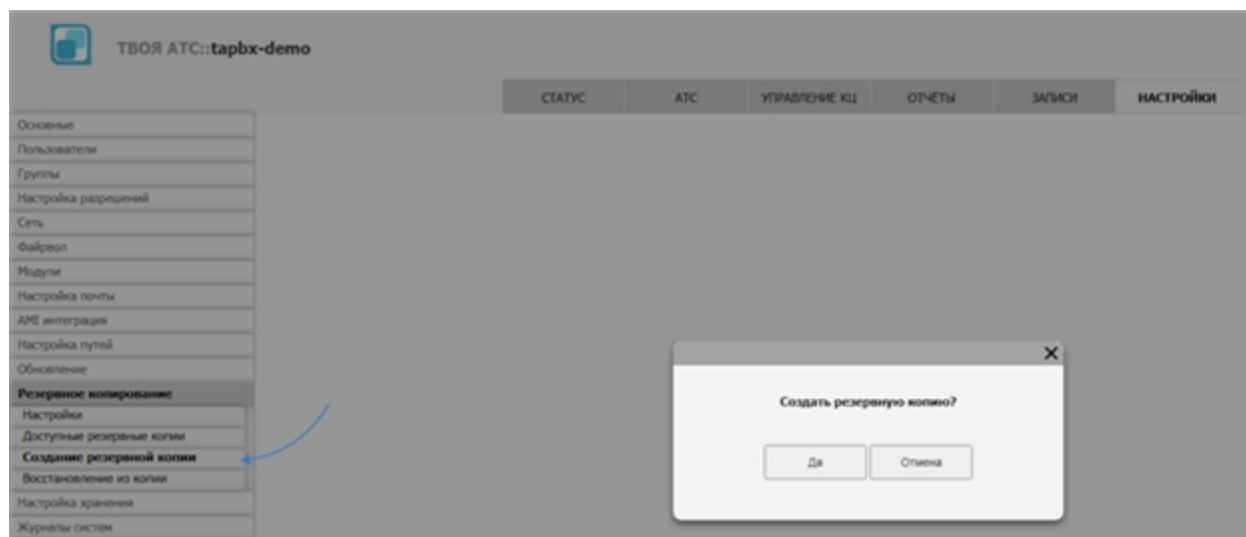 ТВОЯ АТС::tapbx-demo
СТАТУС АТС УПРАВЛЕНИЕ КЦ ОТЧЁТЫ ЗАПИСИ НАСТРОЙКИ
Основные
Пользователи
Группы
Настройка разрешений
Сеть
Файрвол
Модули
Настройка почты
AMI интеграция
Настройка путей
Обновление
Резервное копирование
Настройки
Доступные резервные копии
Создание резервной копии
Восстановление из копии
Настройка хранения
Журналы систем
Создать резервную копию?
Да Отмена